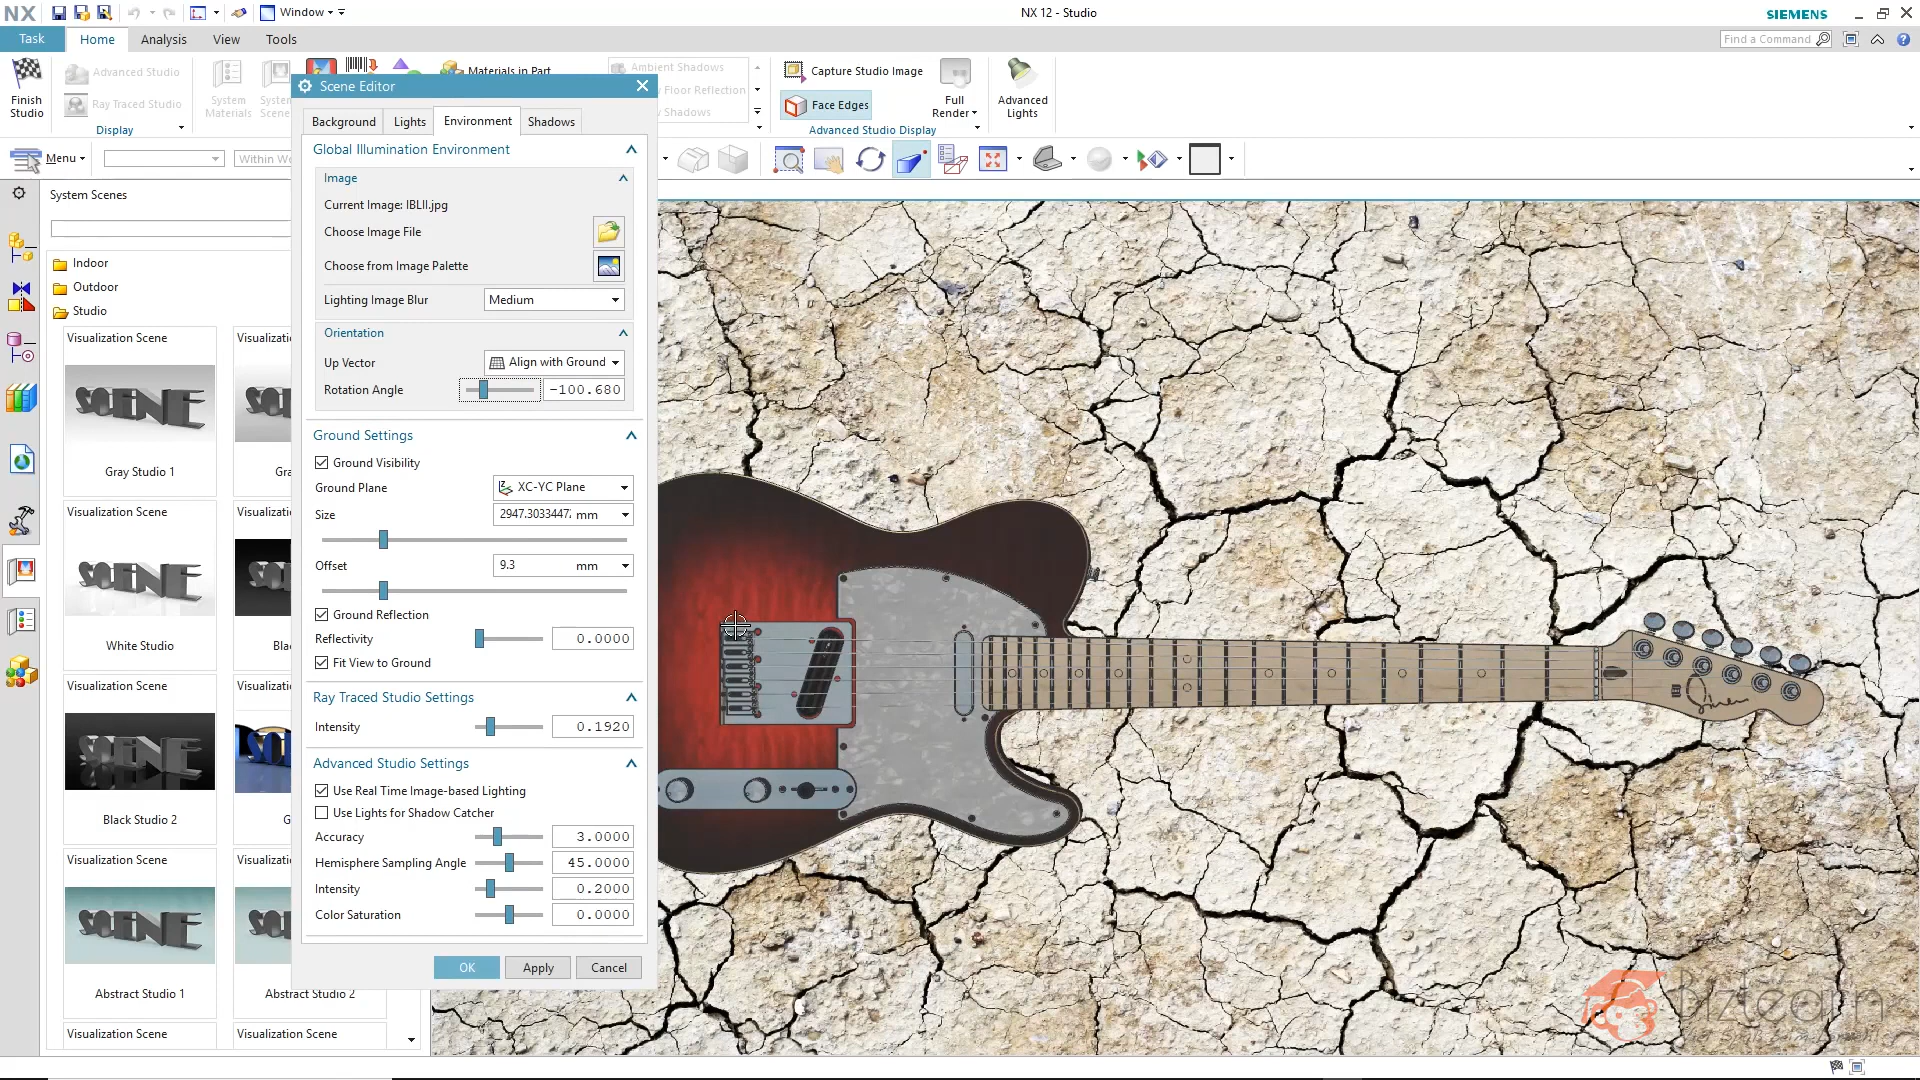 NX
Window
NX 12 - Studio
SIEMENS
Task
Home
Analysis
View
Tools
Find a Command
Finish Studio
Advanced Studio
Ray Traced Studio
Display
System Materials
Materials in Part
Ambient Shadows
Floor Reflection
Shadows
Capture Studio Image
Face Edges
Full Render
Advanced Studio Display
Advanced Lights
Menu
System Scenes
Indoor
Outdoor
Studio
Visualization Scene
Gray Studio 1
Visualization Scene
White Studio
Visualization Scene
Black Studio 2
Visualization Scene
Abstract Studio 1
Abstract Studio 2
Visualization Scene
Visualization Scene
Scene Editor
Background
Lights
Environment
Shadows
Global Illumination Environment
Image
Current Image: IBLII.jpg
Choose Image File
Choose from Image Palette
Lighting Image Blur
Medium
Orientation
Up Vector
Align with Ground
Rotation Angle
-100.680
Ground Settings
Ground Visibility
Ground Plane
XC-YC Plane
Size
mm
Offset
9.3
mm
Ground Reflection
Reflectivity
0.0000
Fit View to Ground
Ray Traced Studio Settings
Intensity
0.1920
Advanced Studio Settings
Use Real Time Image-based Lighting
Use Lights for Shadow Catcher
Accuracy
3.0000
Hemisphere Sampling Angle
45.0000
Intensity
0.2000
Color Saturation
0.0000
OK
Apply
Cancel